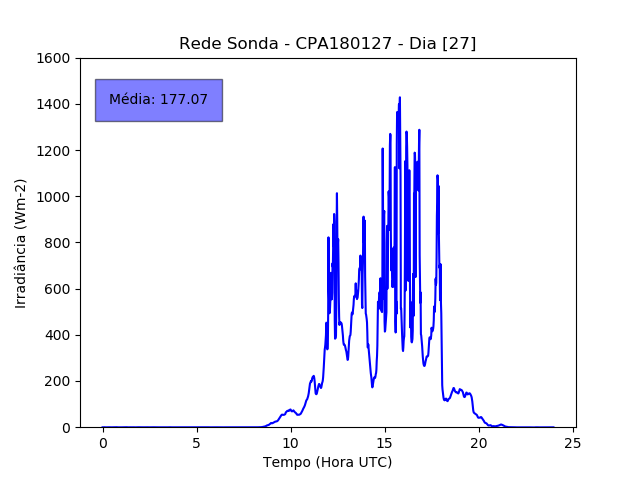 Rede Sonda - CPA180127 - Dia [27]
1600
1400
1200
1000
800
600
400
200
0
Média: 177.07
Irradiância (Wm-2)
0 5 10 15 20 25
Tempo (Hora UTC)